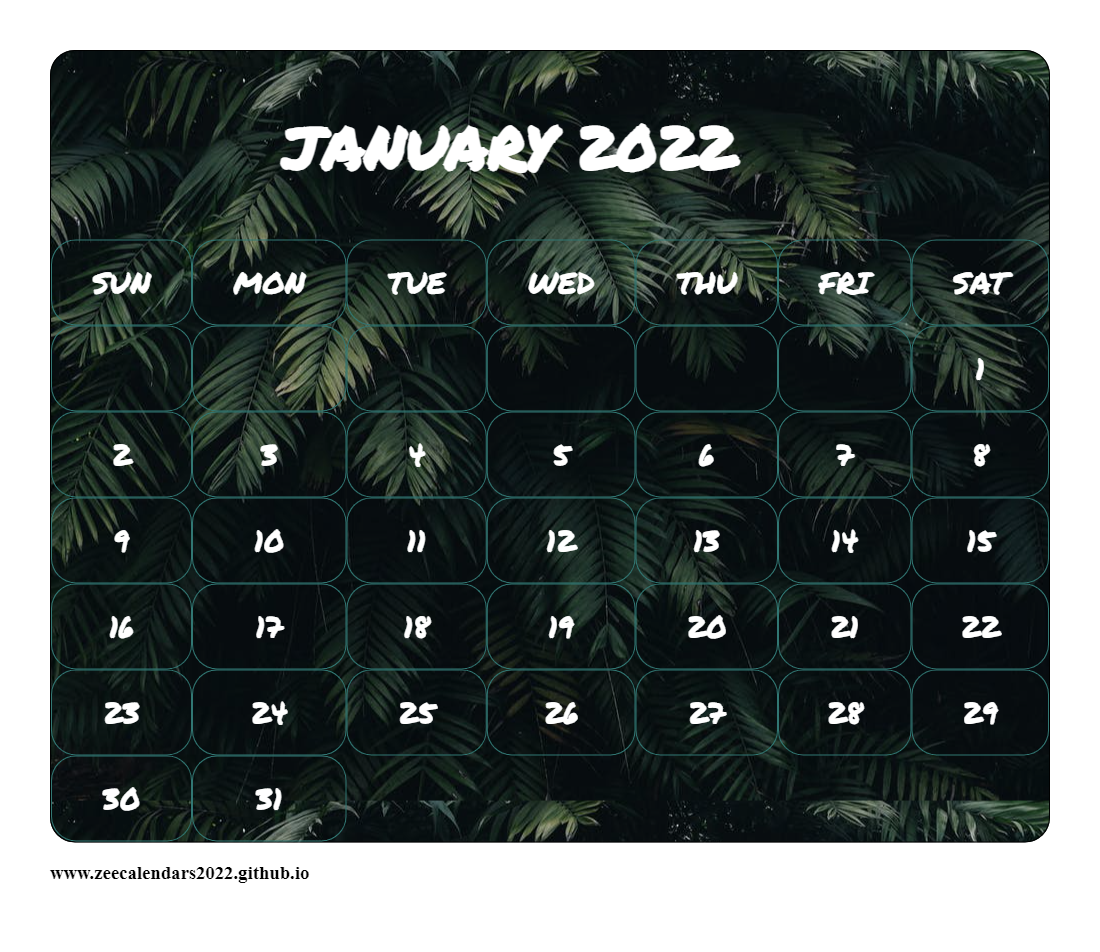 JANUARY 2022
SUN MON TUE WED THU FRI SAT
1
2 3 4 5 6 7 8
9 10 11 12 13 14 15
16 17 18 19 20 21 22
23 24 25 26 27 28 29
30 31
www.zeecalendars2022.github.io